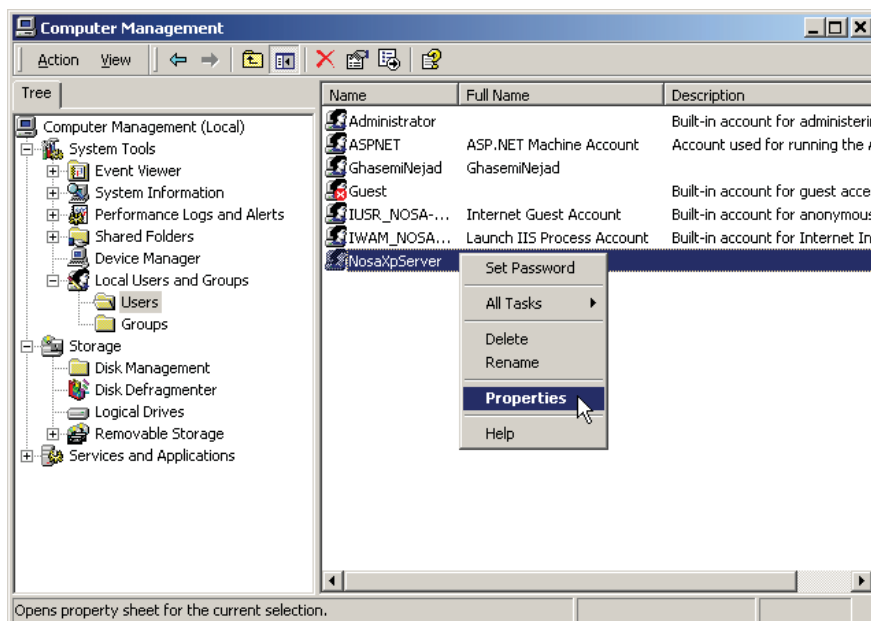 Computer Management
Action View
Tree
Computer Management (Local)
System Tools
Event Viewer
System Information
Performance Logs and Alerts
Shared Folders
Device Manager
Local Users and Groups
Users
Groups
Storage
Disk Management
Disk Defragmenter
Logical Drives
Removable Storage
Services and Applications
Name Full Name Description
Administrator Built-in account for administeri
ASPNET ASP.NET Machine Account Account used for running the
GhasemiNejad GhasemiNejad
Guest Built-in account for guest acce
IUSR_NOSA-... Internet Guest Account Built-in account for anonymous
IWAM_NOSA... Launch IIS Process Account Built-in account for Internet In
NosaXpServer
Set Password
All Tasks
Delete
Rename
Properties
Help
Opens property sheet for the current selection.